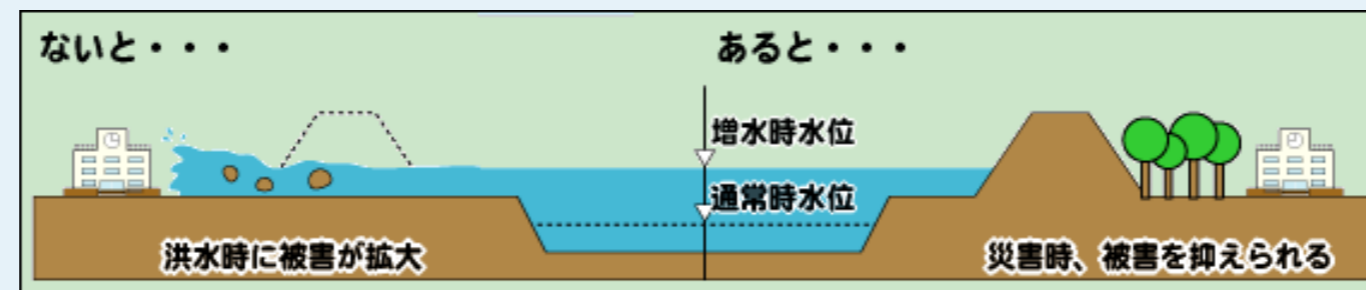 ないと・・・
あると・・・
増水時水位
通常時水位
洪水時に被害が拡大
災害時、被害を抑えられる